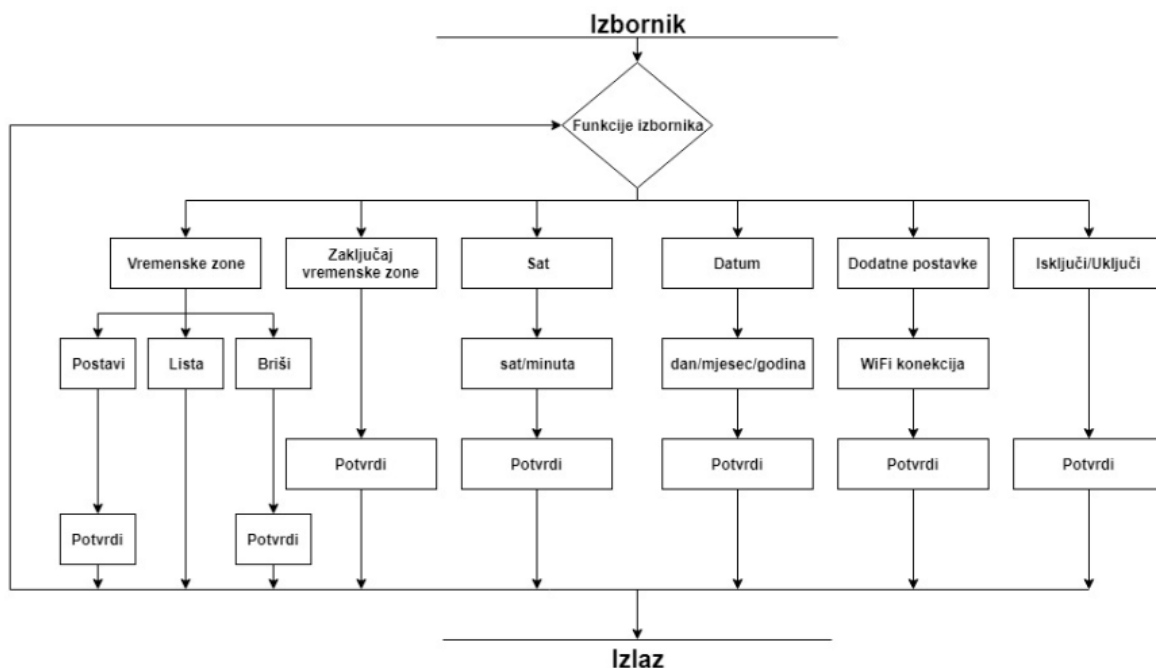 Izbornik
Funkcije izbornika
Vremenske zone
Zaključaj
vremenske zone
Sat
Datum
Dodatne postavke
Isključi/Uključi
Postavi
Lista
Briši
sat/minuta
dan/mjesec/godina
WiFi konekcija
Potvrdi
Potvrdi
Potvrdi
Potvrdi
Potvrdi
Potvrdi
Potvrdi
Izlaz